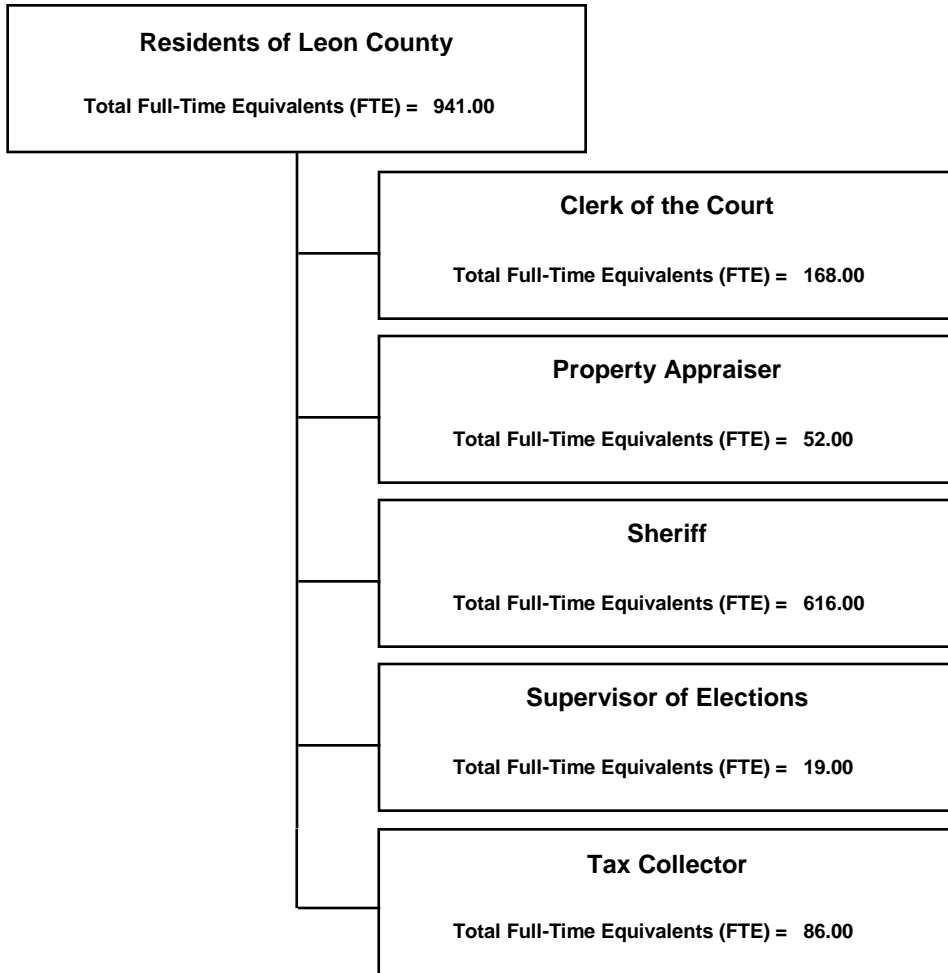 Residents of Leon County
Total Full-Time Equivalents (FTE) = 941.00
Clerk of the Court
Total Full-Time Equivalents (FTE) = 168.00
Property Appraiser
Total Full-Time Equivalents (FTE) = 52.00
Sheriff
Total Full-Time Equivalents (FTE) = 616.00
Supervisor of Elections
Total Full-Time Equivalents (FTE) = 19.00
Tax Collector
Total Full-Time Equivalents (FTE) = 86.00